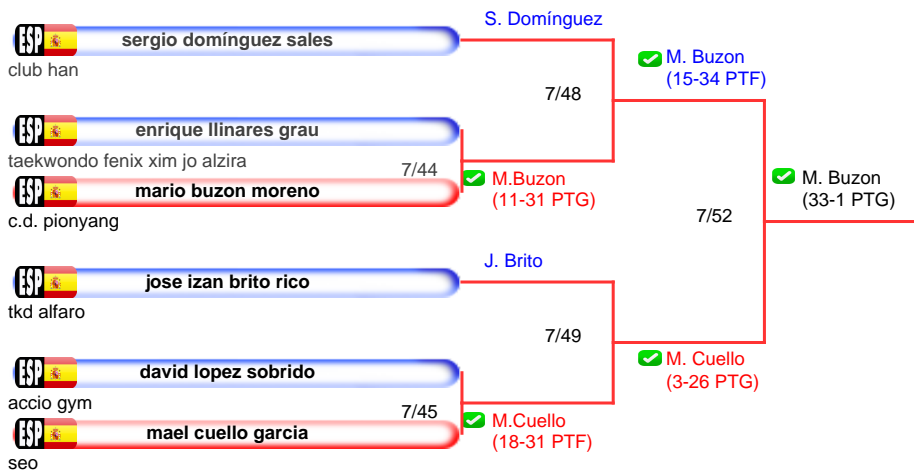 S. Domínguez
ESP sergio domínguez sales
club han
M. Buzon
(15-34 PTF)
7/48
ESP enrique llinares grau
taekwondo fenix xim jo alzira
7/44
ESP mario buzon moreno
c.d. pionyang
M.Buzon
(11-31 PTG)
M. Buzon
(33-1 PTG)
7/52
J. Brito
ESP jose izan brito rico
tkd alfaro
7/49
ESP david lopez sobrido
accio gym
M. Cuello
(3-26 PTG)
7/45
ESP mael cuello garcia
seo
M.Cuello
(18-31 PTF)